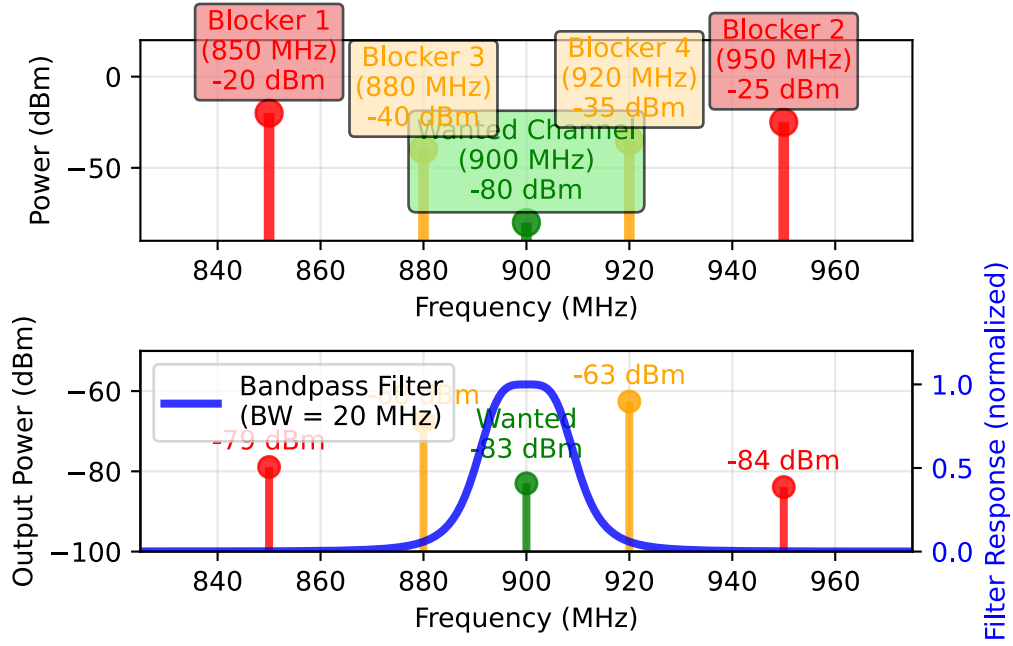 Blocker 1
(850 MHz)
-20 dBm
Blocker 3
(880 MHz)
-40 dBm
Blocker 4
(920 MHz)
-35 dBm
Blocker 2
(950 MHz)
-25 dBm
Wanted Channel
(900 MHz)
-80 dBm
Power (dBm)
0
−50
840
860
880
900
920
940
960
Frequency (MHz)
Output Power (dBm)
−60
−80
−100
Bandpass Filter
(BW = 20 MHz)
-79 dBm
dBm
Wanted
-83 dBm
-63 dBm
-84 dBm
1.0
0.5
0.0
Filter Response (normalized)
840
860
880
900
920
940
960
Frequency (MHz)